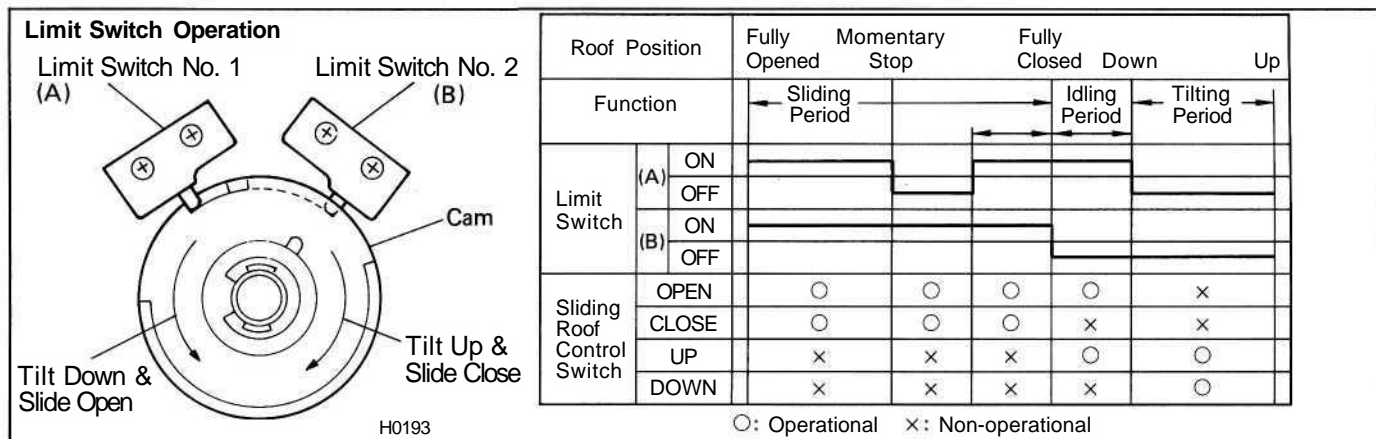 Limit Switch Operation
Limit Switch No. 1
(A)
Limit Switch No. 2
(B)
Cam
Tilt Up &
Slide Close
Tilt Down &
Slide Open
H0193
Roof Position Fully Opened Momentary Stop Fully Closed Down Up
Function Sliding Period Idling Period Tilting Period
Limit Switch (A) ON
OFF
(B) ON
OFF
Sliding Roof Control Switch OPEN ○ ○ ○ ○ ×
CLOSE ○ ○ ○ × ×
UP × × × ○ ○
DOWN × × × × ○
○: Operational ×: Non-operational